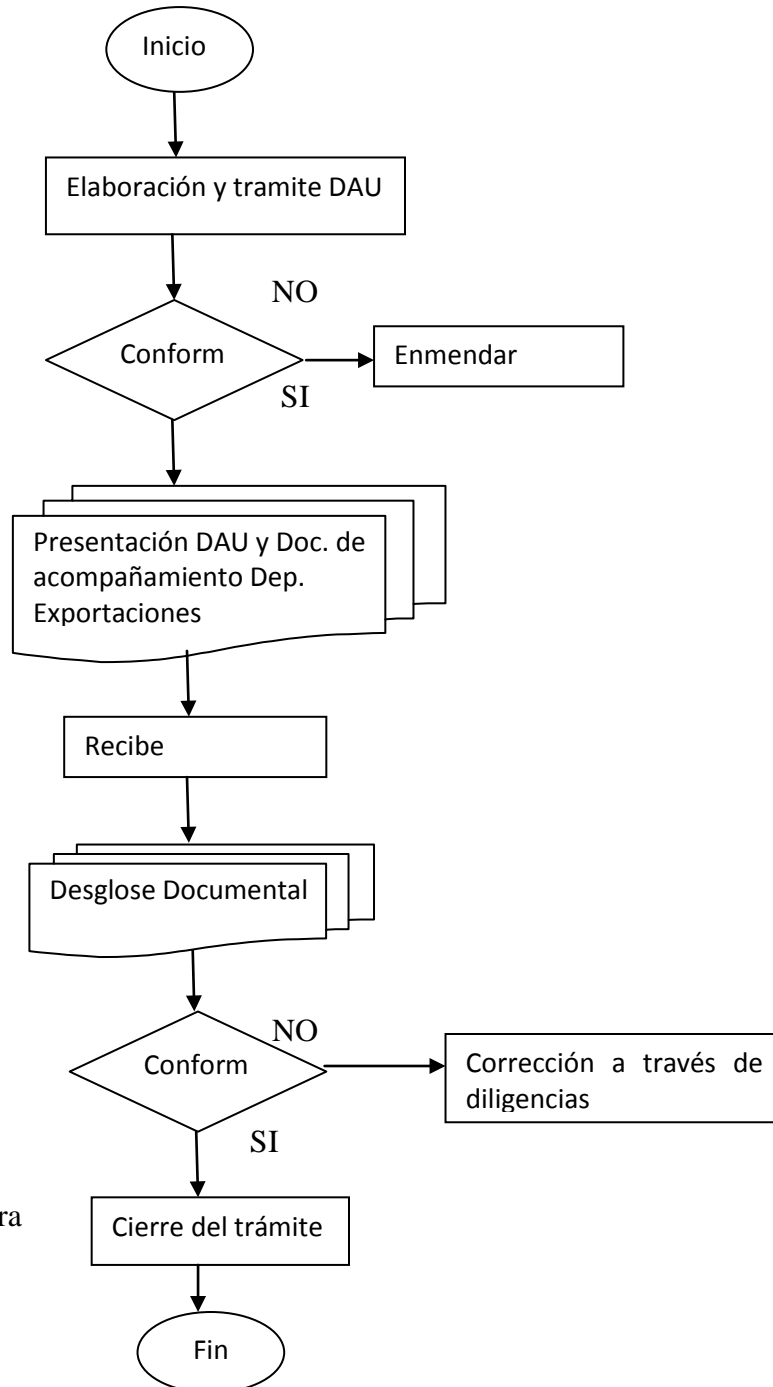 Inicio
Elaboración y tramite DAU
NO
Conform
Enmendar
SI
Presentación DAU y Doc. de
acompañamiento Dep.
Exportaciones
Recibe
Desglose Documental
NO
Conform
Corrección a través de
diligencias
SI
ra
Cierre del trámite
Fin